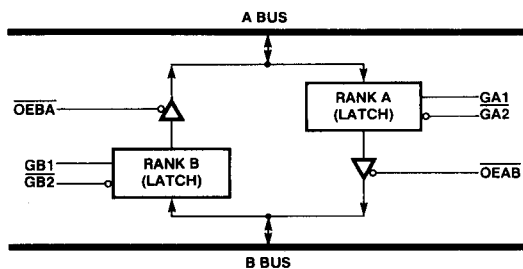 A BUS
OEBA
RANK A
(LATCH)
GA1
GA2
GB1
GB2
RANK B
(LATCH)
OEAB
B BUS